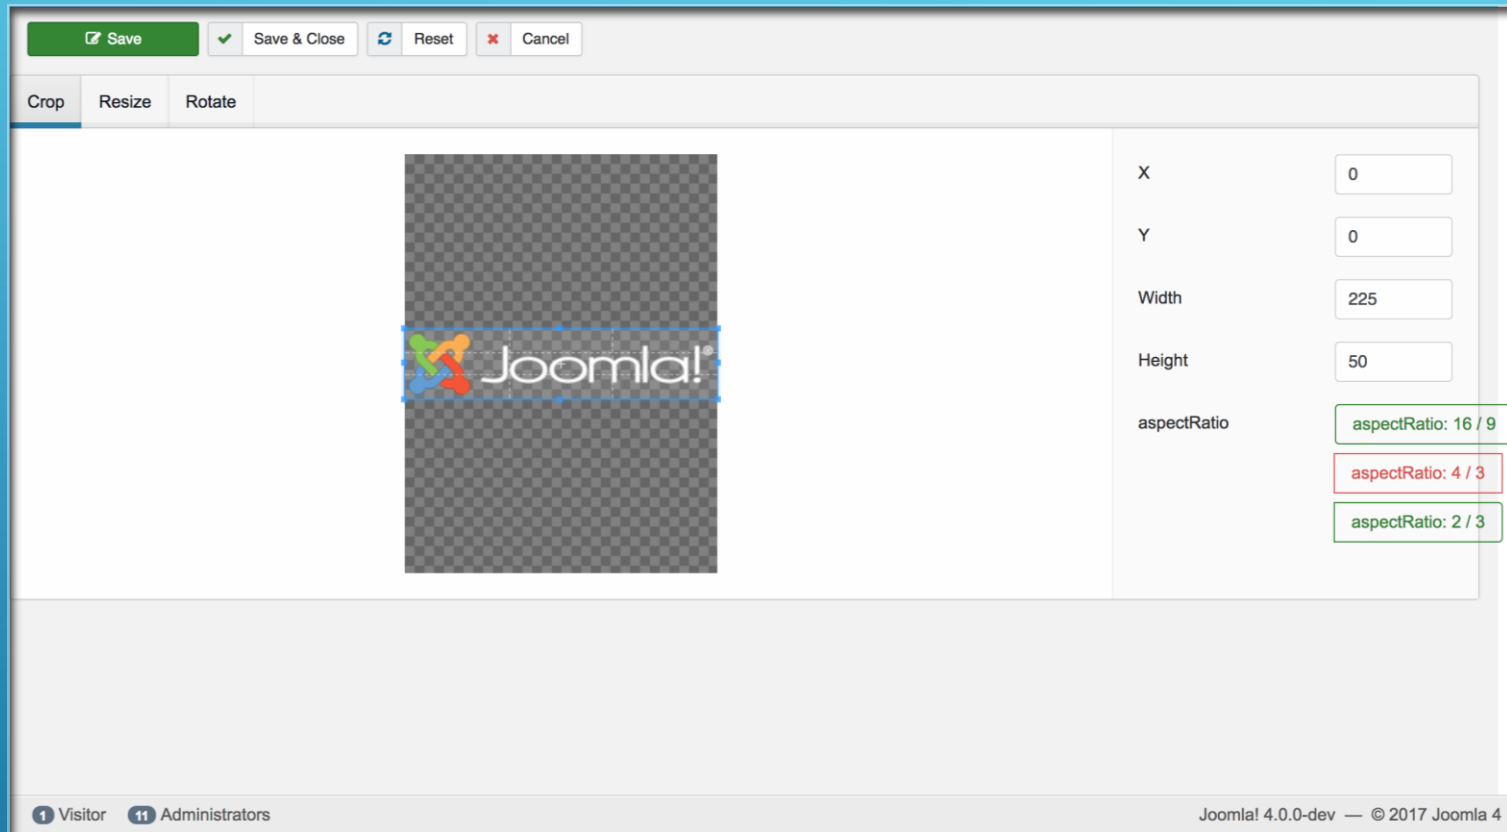 Save Save & Close Reset Cancel
Crop Resize Rotate
Joomla!®
X 0
Y 0
Width 225
Height 50
aspectRatio aspectRatio: 16 / 9
aspectRatio: 4 / 3
aspectRatio: 2 / 3
1 Visitor 11 Administrators Joomla! 4.0.0-dev — © 2017 Joomla 4